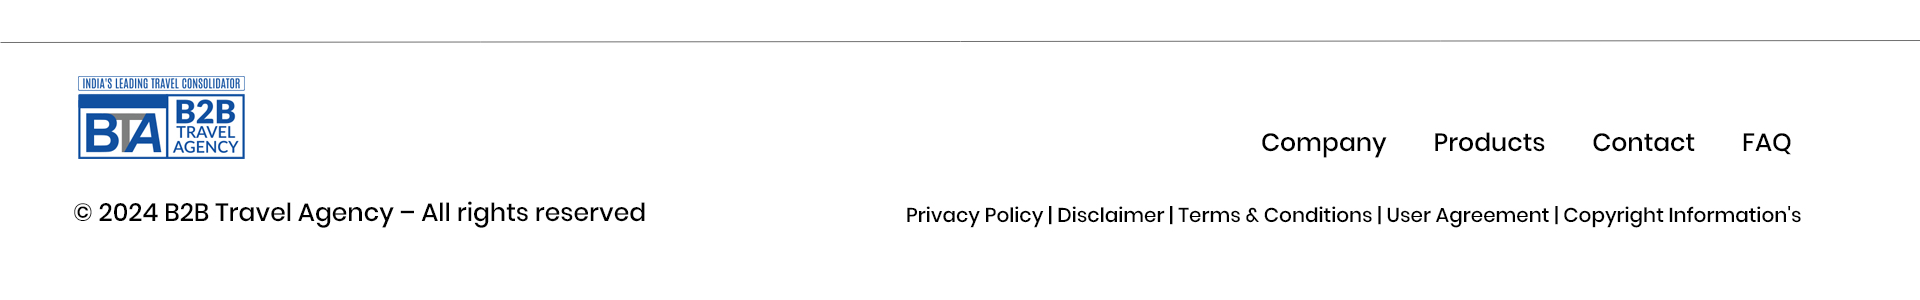 INDIA'S LEADING TRAVEL CONSOLIDATOR
BTA
B2B
TRAVEL
AGENCY
Company Products Contact FAQ
© 2024 B2B Travel Agency – All rights reserved
Privacy Policy | Disclaimer | Terms & Conditions | User Agreement | Copyright Information's